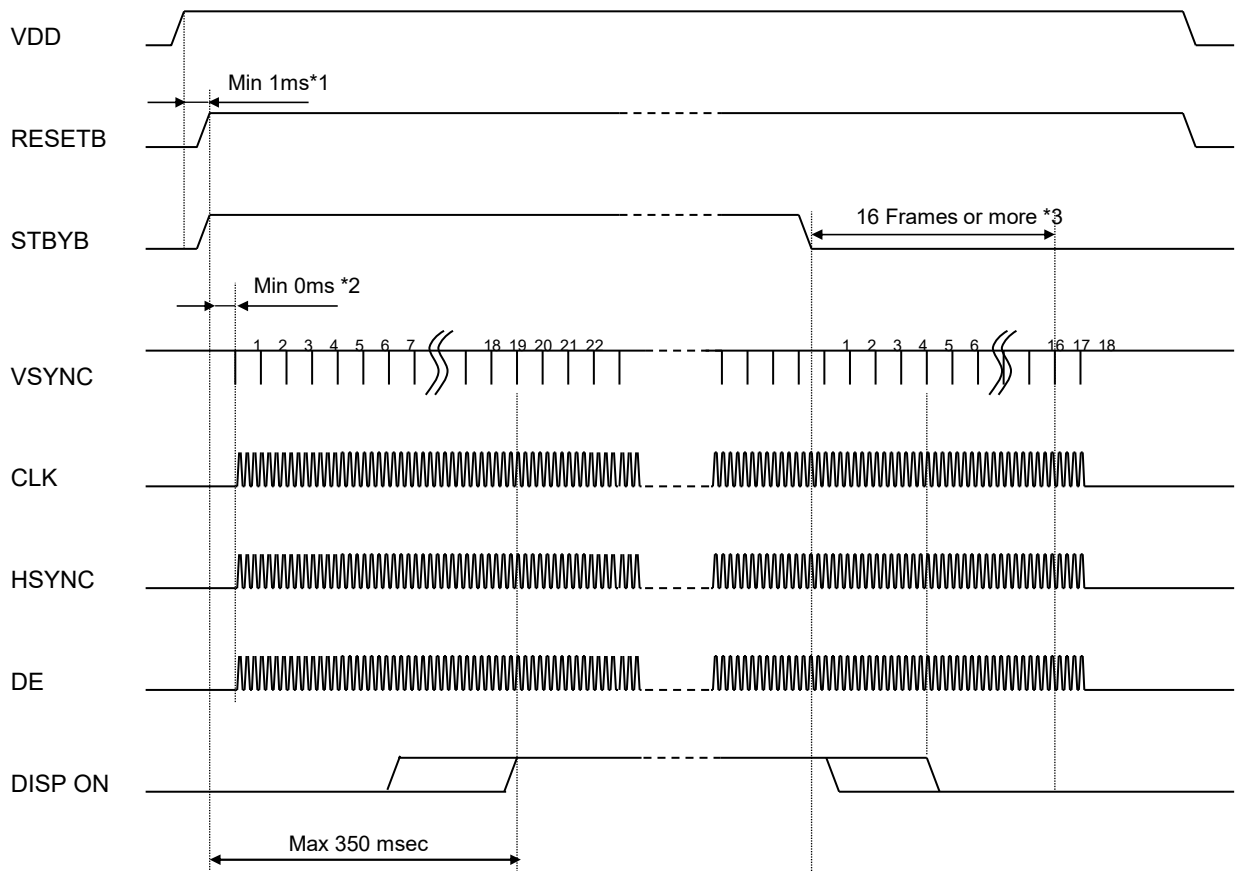 VDD
Min 1ms*1
RESETB
STBYB
16 Frames or more *3
Min 0ms *2
VSYNC
1 2 3 4 5 6 7 18 19 20 21 22 1 2 3 4 5 6 16 17 18
CLK
HSYNC
DE
DISP ON
Max 350 msec